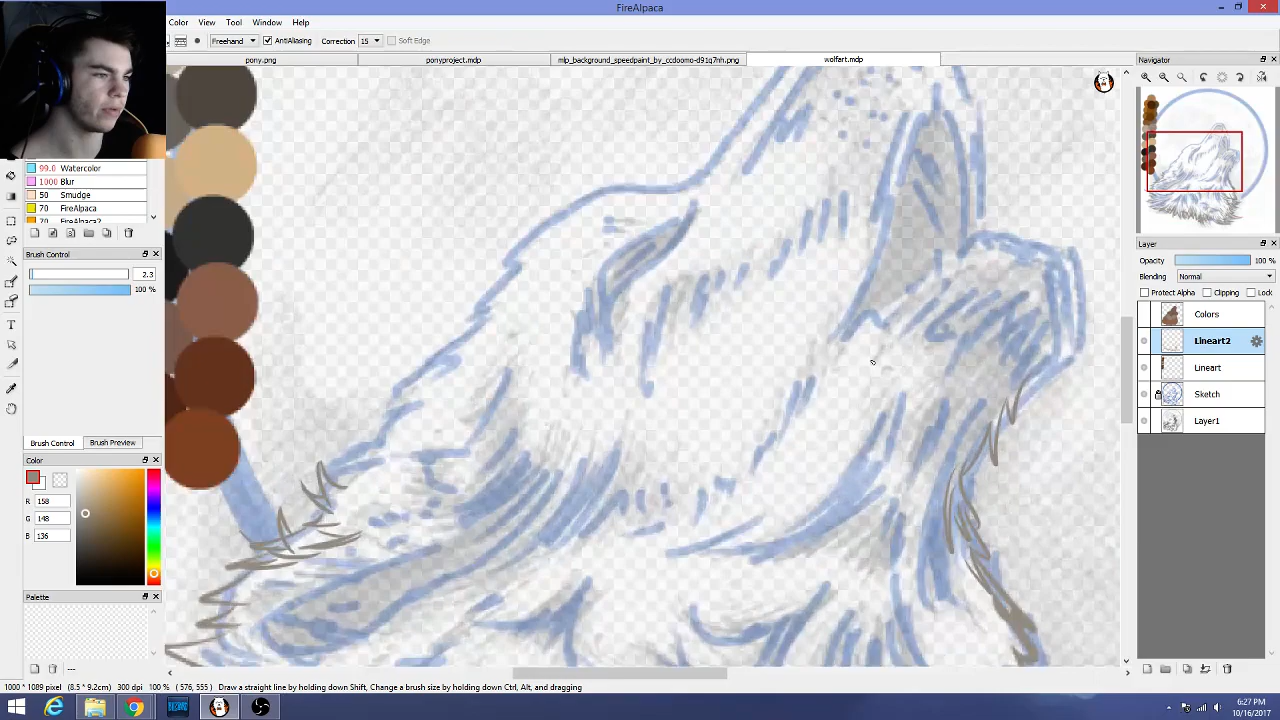 FireAlpaca
Color View Tool Window Help
Freehand AntiAliasing Correction 15 Soft Edge
pony.png ponyproject.mdp mlp_background_speedpaint_by_ccdoomo-d91q7nh.png wolfart.mdp
Navigator
99.0 Watercolor
1000 Blur
50 Smudge
70 FireAlpaca
70 FireAlpaca2
Brush Control
2.3
100 %
Brush Control Brush Preview
Color
R 158
G 148
B 136
Palette
---
Layer
Opacity 100 %
Blending Normal
Protect Alpha Clipping Lock
Colors
Lineart2
Lineart
Sketch
Layer1
1000 * 1089 pixel (8.5 * 9.2cm) 300 dpi 110 % ( 576, 555 ) Draw a straight line by holding down Shift, Change a brush size by holding down Ctrl, Alt, and dragging
6:27 PM
10/16/2017